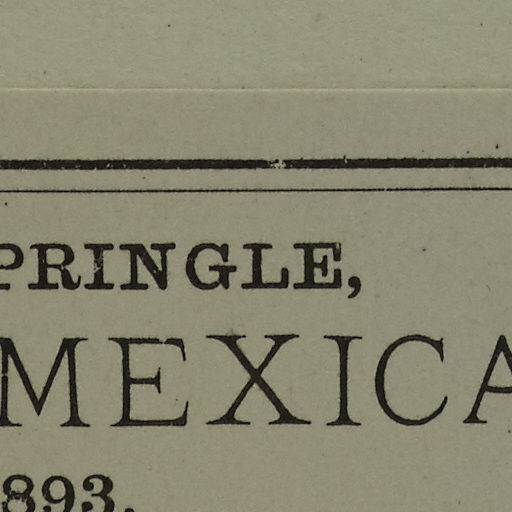 PRINGLE,
MEXICA
893.